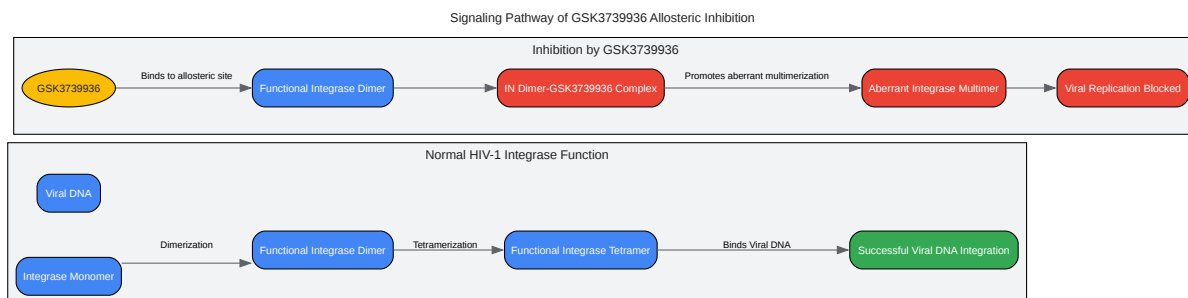 Signaling Pathway of GSK3739936 Allosteric Inhibition
Inhibition by GSK3739936
GSK3739936
Binds to allosteric site
Functional Integrase Dimer
IN Dimer-GSK3739936 Complex
Promotes aberrant multimerization
Aberrant Integrase Multimer
Viral Replication Blocked
Normal HIV-1 Integrase Function
Viral DNA
Integrase Monomer
Dimerization
Functional Integrase Dimer
Tetramerization
Functional Integrase Tetramer
Binds Viral DNA
Successful Viral DNA Integration